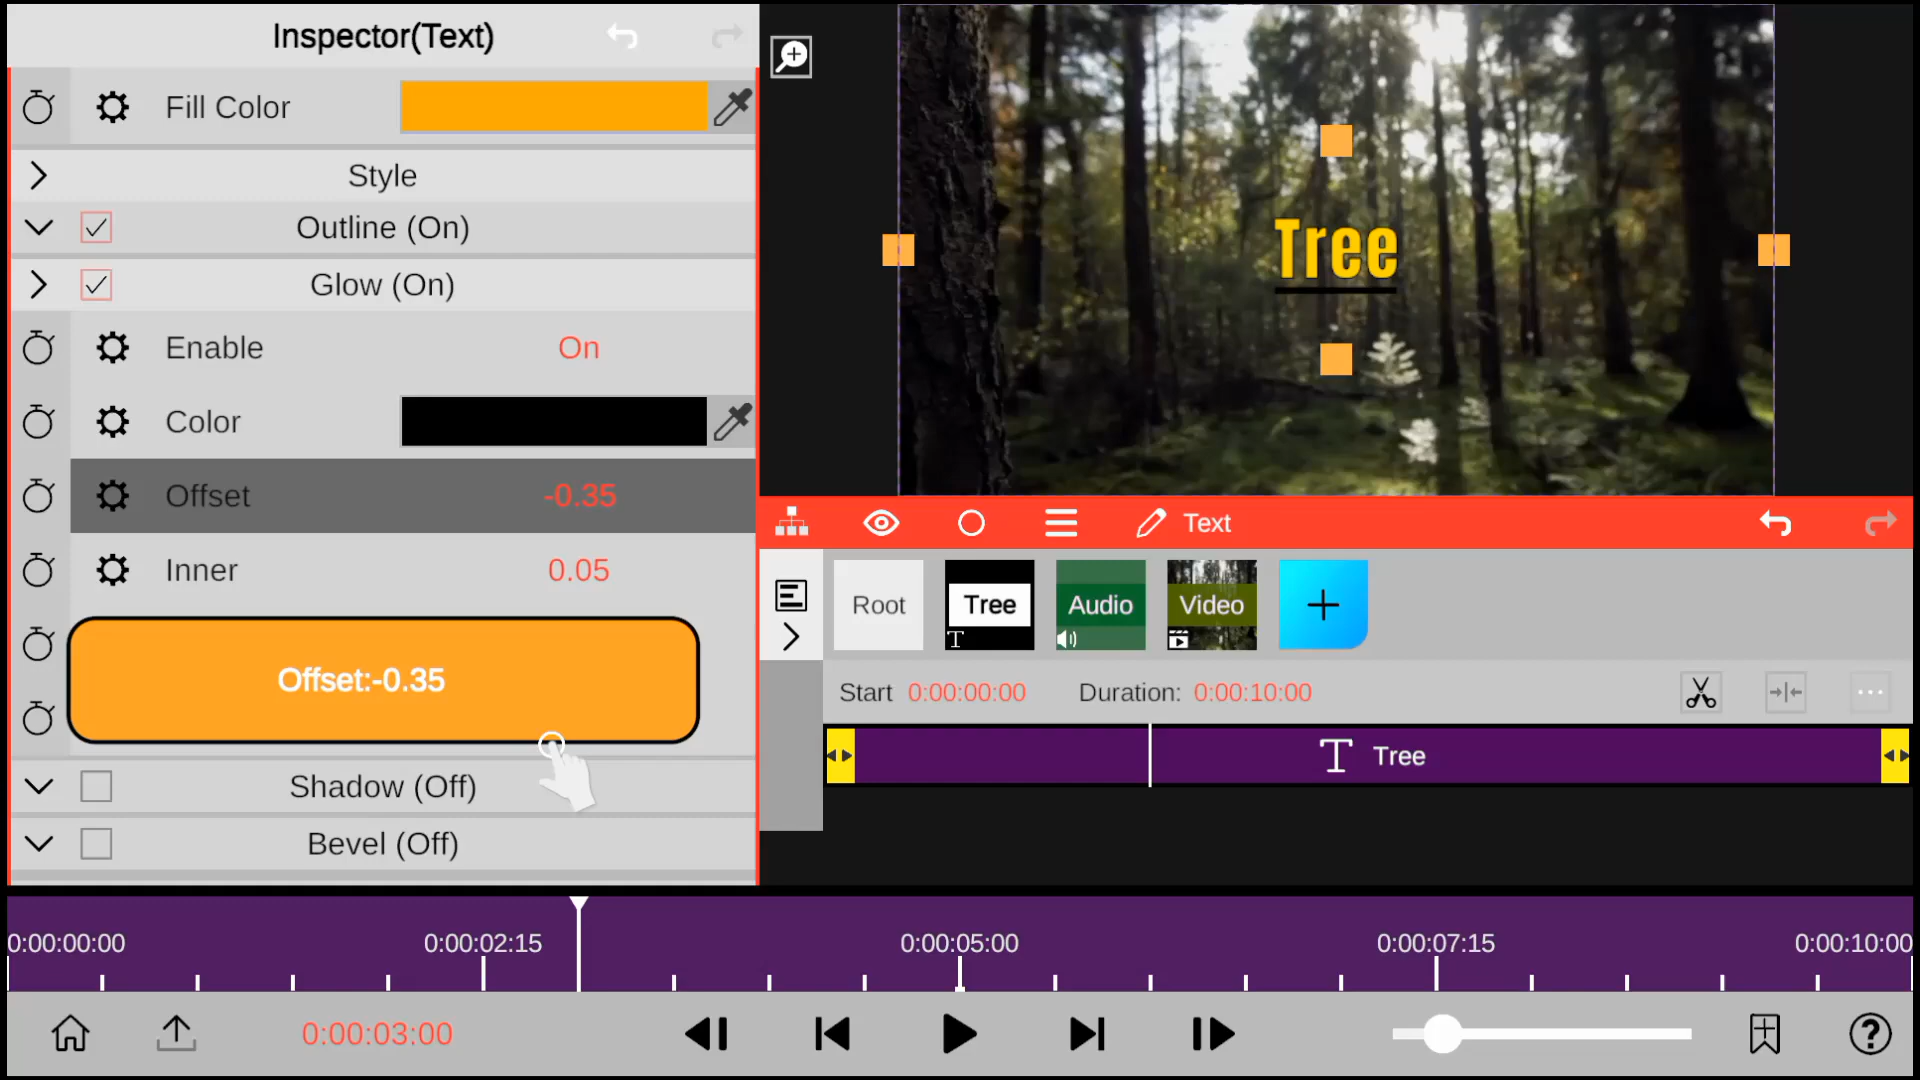 Inspector(Text)
Fill Color
Style
Outline (On)
Glow (On)
Enable On
Color
Offset -0.35
Inner 0.05
Offset:-0.35
Shadow (Off)
Bevel (Off)
Tree
Text
Root
Tree
T
Audio
Video
Start 0:00:00:00 Duration: 0:00:10:00
T Tree
0:00:00:00 0:00:02:15 0:00:05:00 0:00:07:15 0:00:10:00
0:00:03:00